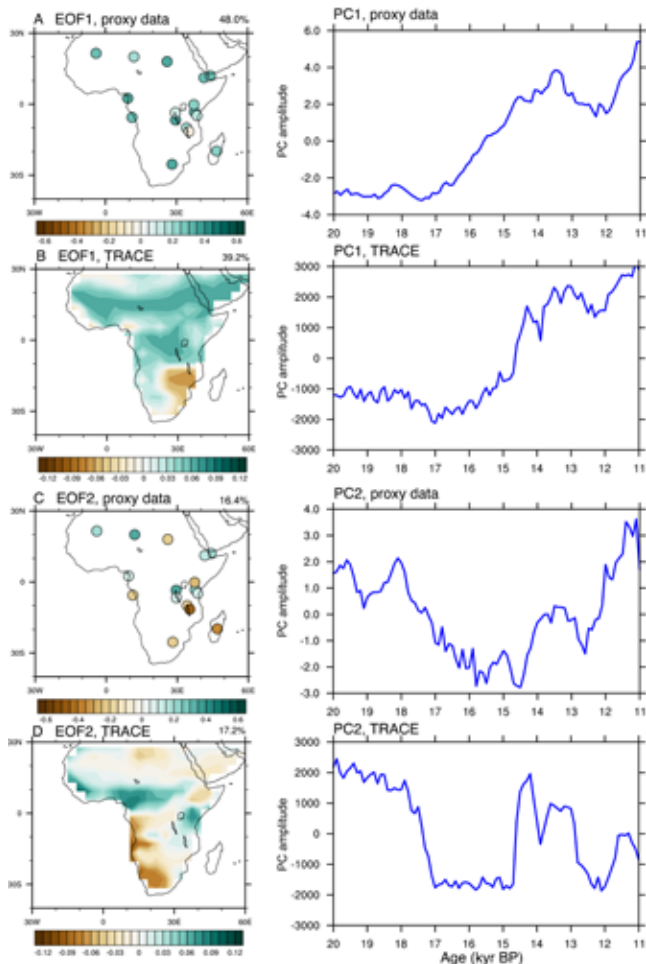 A EOF1, proxy data 48.0%
30N
0
30S
30W 0 30E 60E
-0.6 -0.4 -0.2 0 0.2 0.4 0.6
PC1, proxy data
PC amplitude
6.0
4.0
2.0
0.0
-2.0
-4.0
20 19 18 17 16 15 14 13 12 11
B EOF1, TRACE 39.2%
30N
0
30S
30W 0 30E 60E
-0.12 -0.09 -0.06 -0.03 0 0.03 0.06 0.09 0.12
PC1, TRACE
PC amplitude
3000
2000
1000
0
-1000
-2000
-3000
20 19 18 17 16 15 14 13 12 11
C EOF2, proxy data 16.4%
30N
0
30S
30W 0 30E 60E
-0.6 -0.4 -0.2 0 0.2 0.4 0.6
PC2, proxy data
PC amplitude
4.0
2.0
0.0
-2.0
-3.0
20 19 18 17 16 15 14 13 12 11
D EOF2, TRACE 17.2%
30N
0
30S
30W 0 30E 60E
-0.12 -0.09 -0.06 -0.03 0 0.03 0.06 0.09 0.12
PC2, TRACE
PC amplitude
3000
2000
1000
0
-1000
-2000
-3000
20 19 18 17 16 15 14 13 12 11
Age (kyr BP)